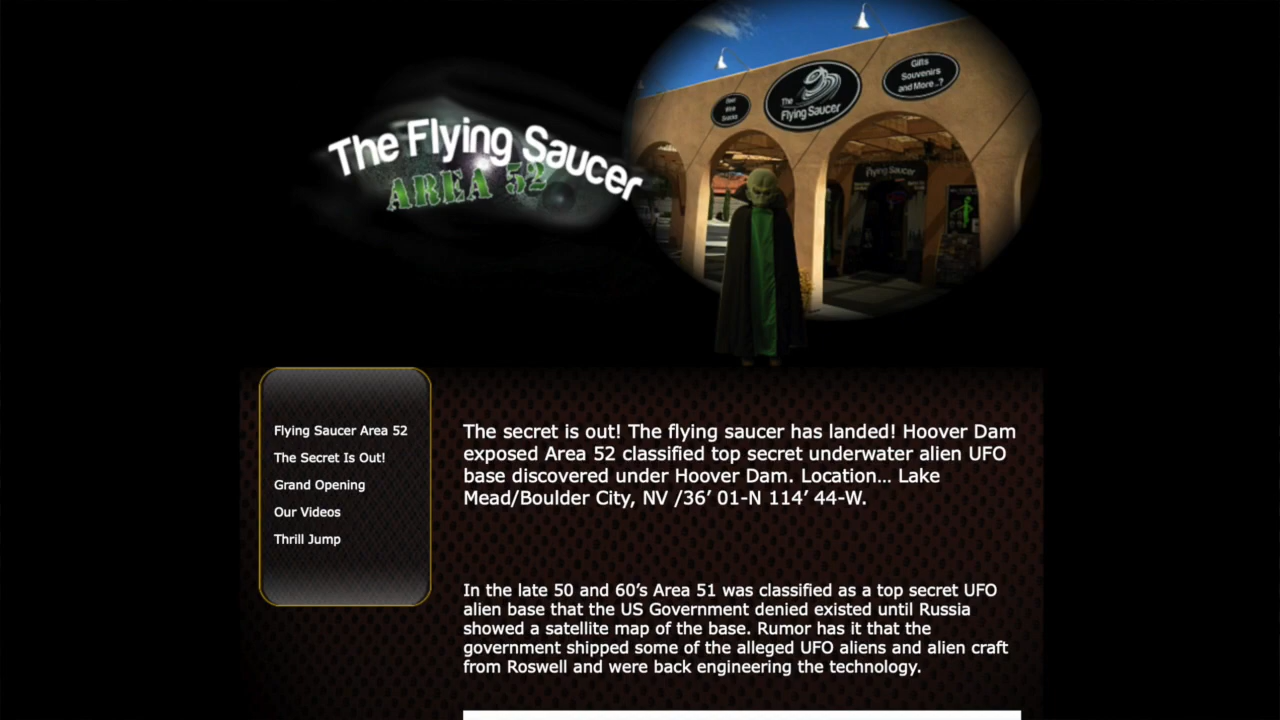 The Flying Saucer
AREA 52
Gifts
Souvenirs
and More..?
The
Flying Saucer
Flying Saucer
Flying Saucer Area 52
The Secret Is Out!
Grand Opening
Our Videos
Thrill Jump
The secret is out! The flying saucer has landed! Hoover Dam
exposed Area 52 classified top secret underwater alien UFO
base discovered under Hoover Dam. Location... Lake
Mead/Boulder City, NV /36’ 01-N 114’ 44-W.
In the late 50 and 60’s Area 51 was classified as a top secret UFO
alien base that the US Government denied existed until Russia
showed a satellite map of the base. Rumor has it that the
government shipped some of the alleged UFO aliens and alien craft
from Roswell and were back engineering the technology.